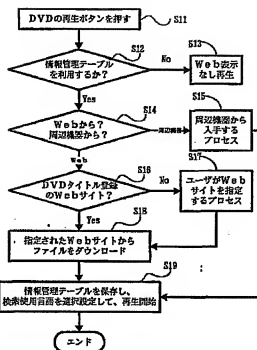 DVDの再生ボタンを押す
S11
S12
情報管理テーブル
を利用するか?
No
S13
Web表示
なし再生
Yes
S14
Webから?
周辺機器から?
周辺機器
S15
周辺機器から
入手する
プロセス
Web
S16
DVDタイトル登録
のWebサイト?
No
S17
ユーザがWeb
サイトを指定
するプロセス
Yes
S18
指定されたWebサイトから
ファイルをダウンロード
S19
情報管理テーブルを保存し、
検索使用言語を選択設定して、再生開始
エンド